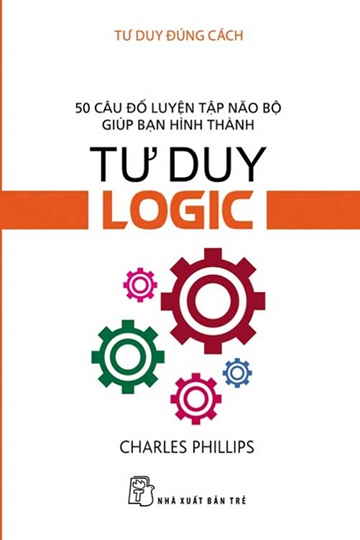 TƯ DUY ĐÚNG CÁCH
50 CÂU ĐỐ LUYỆN TẬP NÃO BỘ
GIÚP BẠN HÌNH THÀNH
TƯ DUY
LOGIC
CHARLES PHILLIPS
NHÀ XUẤT BẢN TRẺ